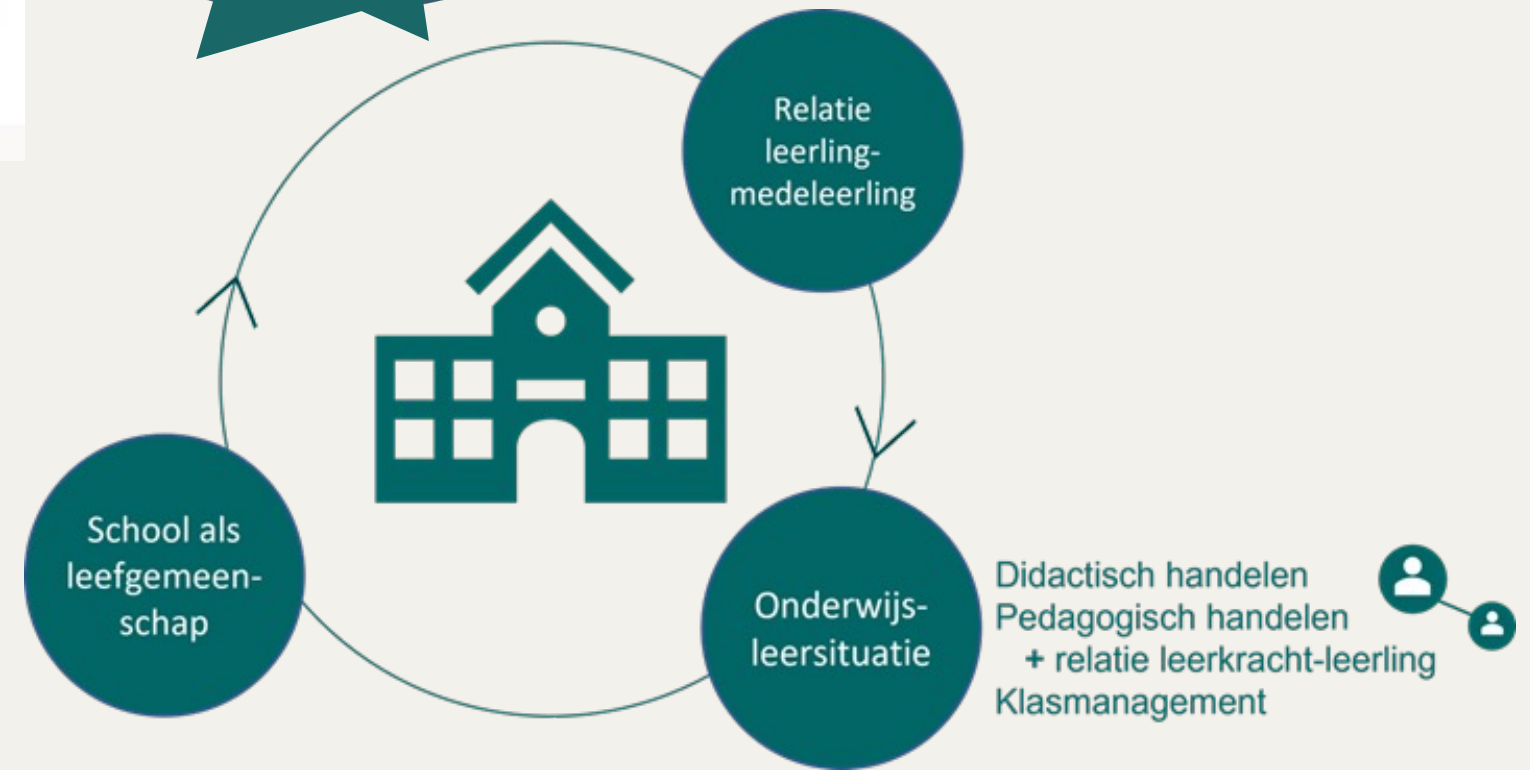 Relatie
leerling-
medeleerling
School als
leefgemeen-
schap
Onderwijs-
leersituatie
Didactisch handelen
Pedagogisch handelen
+ relatie leerkracht-leerling
Klasmanagement